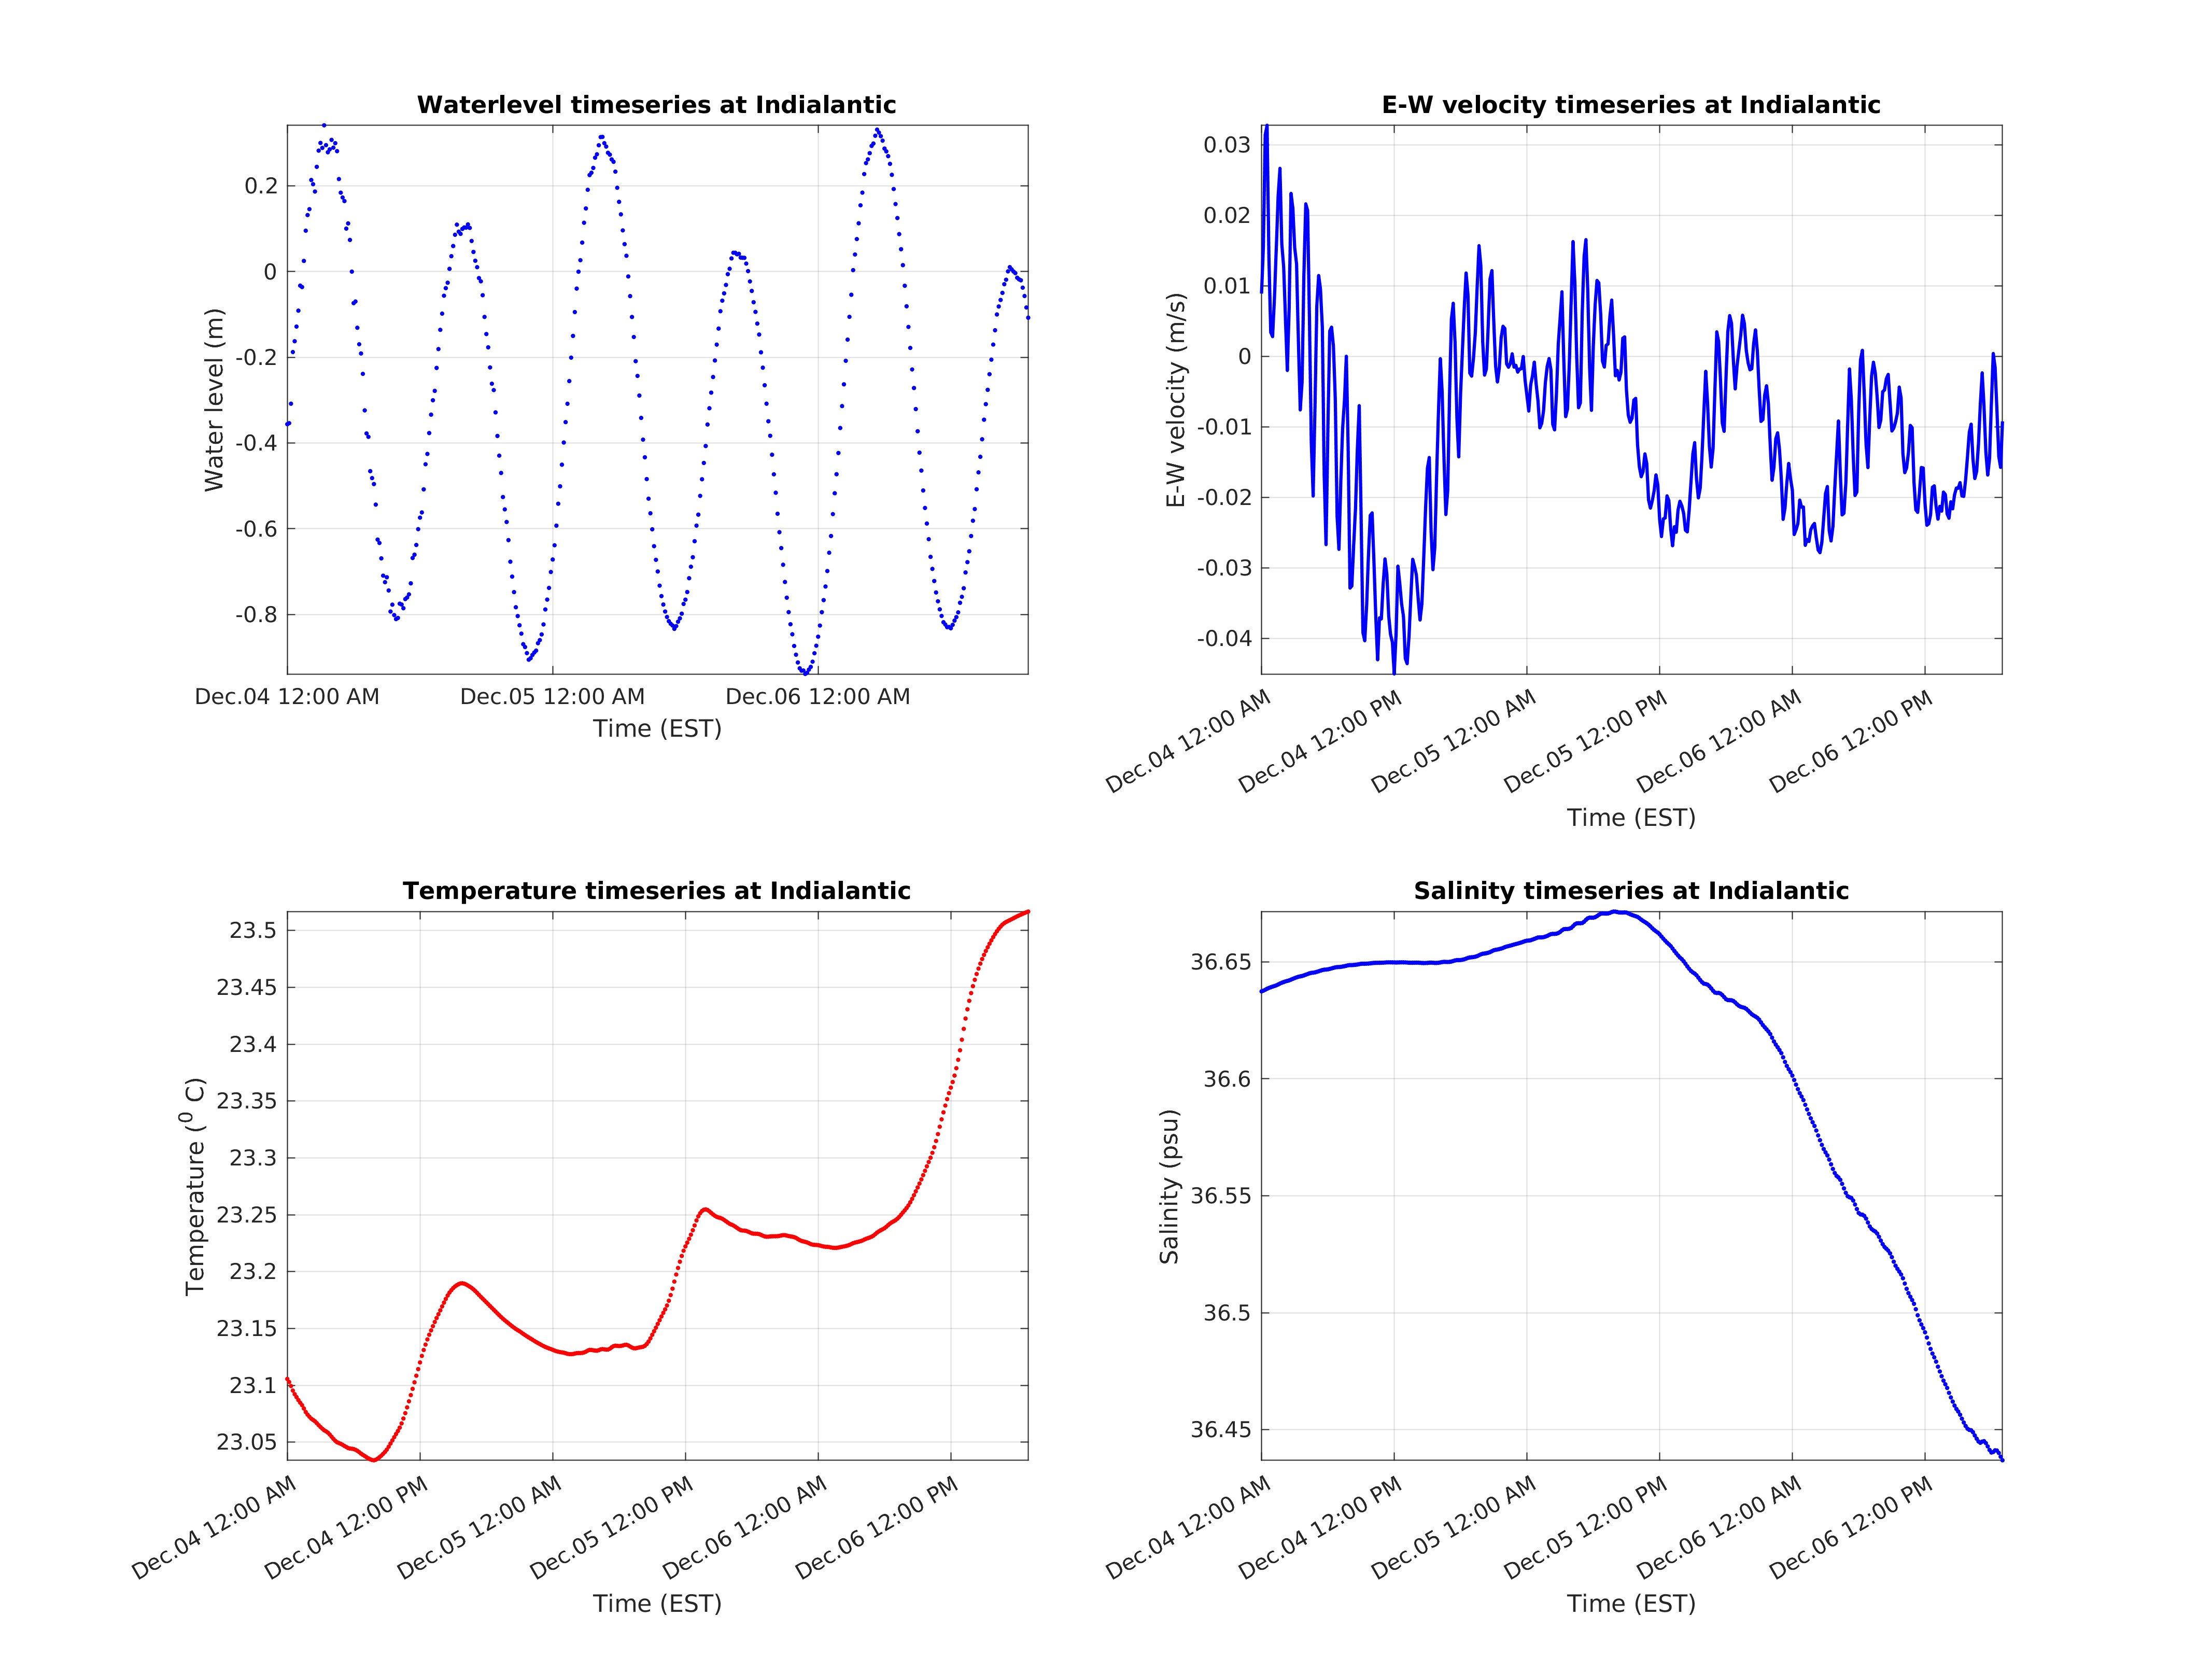 Waterlevel timeseries at Indialantic
0.2
0
-0.2
-0.4
-0.6
-0.8
Water level (m)
Dec.04 12:00 AM
Dec.05 12:00 AM
Dec.06 12:00 AM
Time (EST)
E-W velocity timeseries at Indialantic
0.03
0.02
0.01
0
-0.01
-0.02
-0.03
-0.04
E-W velocity (m/s)
Dec.04 12:00 AM
Dec.04 12:00 PM
Dec.05 12:00 AM
Dec.05 12:00 PM
Dec.06 12:00 AM
Dec.06 12:00 PM
Time (EST)
Temperature timeseries at Indialantic
23.5
23.45
23.4
23.35
23.3
23.25
23.2
23.15
23.1
23.05
Temperature (⁰ C)
Dec.04 12:00 AM
Dec.04 12:00 PM
Dec.05 12:00 AM
Dec.05 12:00 PM
Dec.06 12:00 AM
Dec.06 12:00 PM
Time (EST)
Salinity timeseries at Indialantic
36.65
36.6
36.55
36.5
36.45
Salinity (psu)
Dec.04 12:00 AM
Dec.04 12:00 PM
Dec.05 12:00 AM
Dec.05 12:00 PM
Dec.06 12:00 AM
Dec.06 12:00 PM
Time (EST)